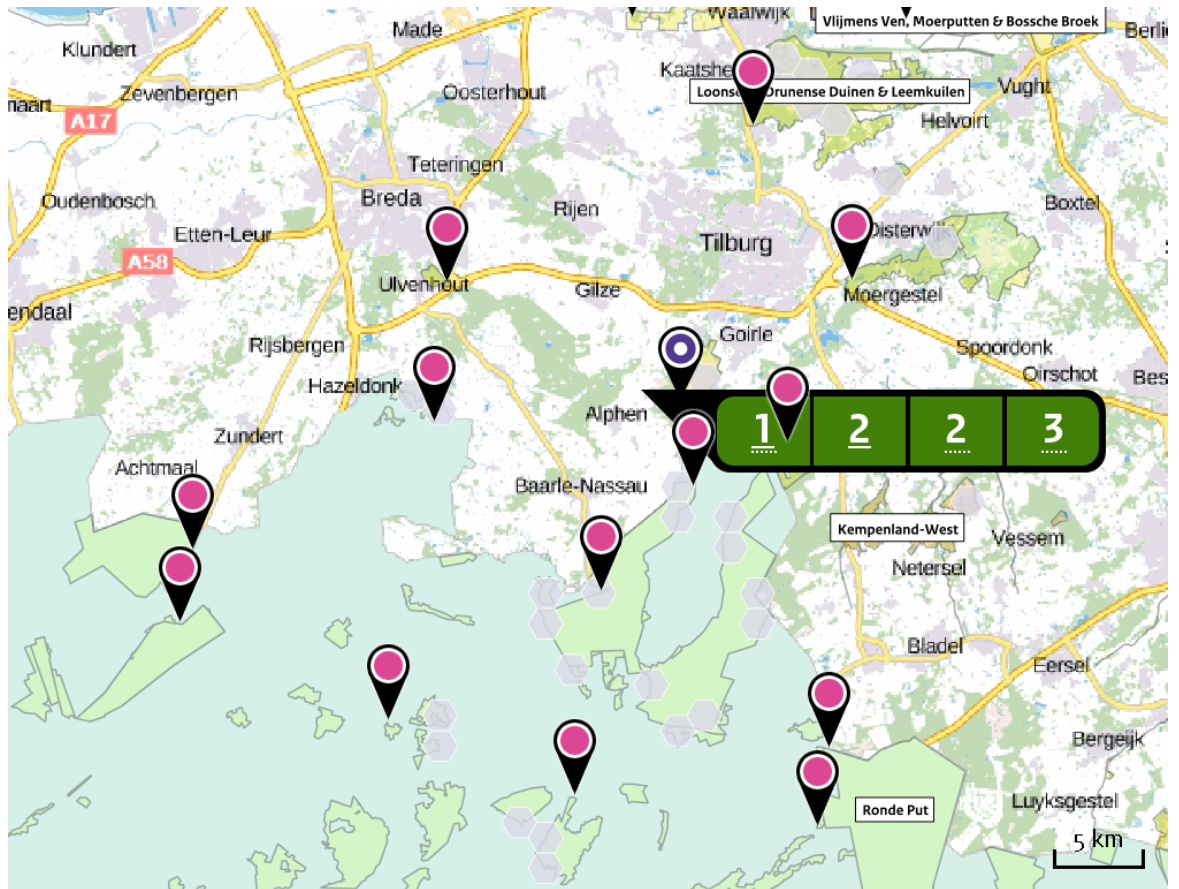 Waalwijk
Vlijmens Ven, Moerputten & Bossche Broek
Made
Klundert
Kaatshe
Vught
Zevenbergen
Oosterhout
Loonse Drunense Duinen & Leemkuilen
A17
Helvoirt
Teteringen
Breda
Rijen
Oudenbosch
Boxtel
Etten-Leur
Tilburg
Oisterwijk
A58
Ulvenhout
Gilze
Moergestel
endaal
Goirle
Rijsbergen
Spoordonk
Oirschot
Bes
Hazeldonk
Alphen
1 2 2 3
Zundert
Achtmaal
Baarle-Nassau
Kempenland-West
Vessem
Netersel
Bladel
Eersel
Bergeijk
Luyksgestel
Ronde Put
5 km